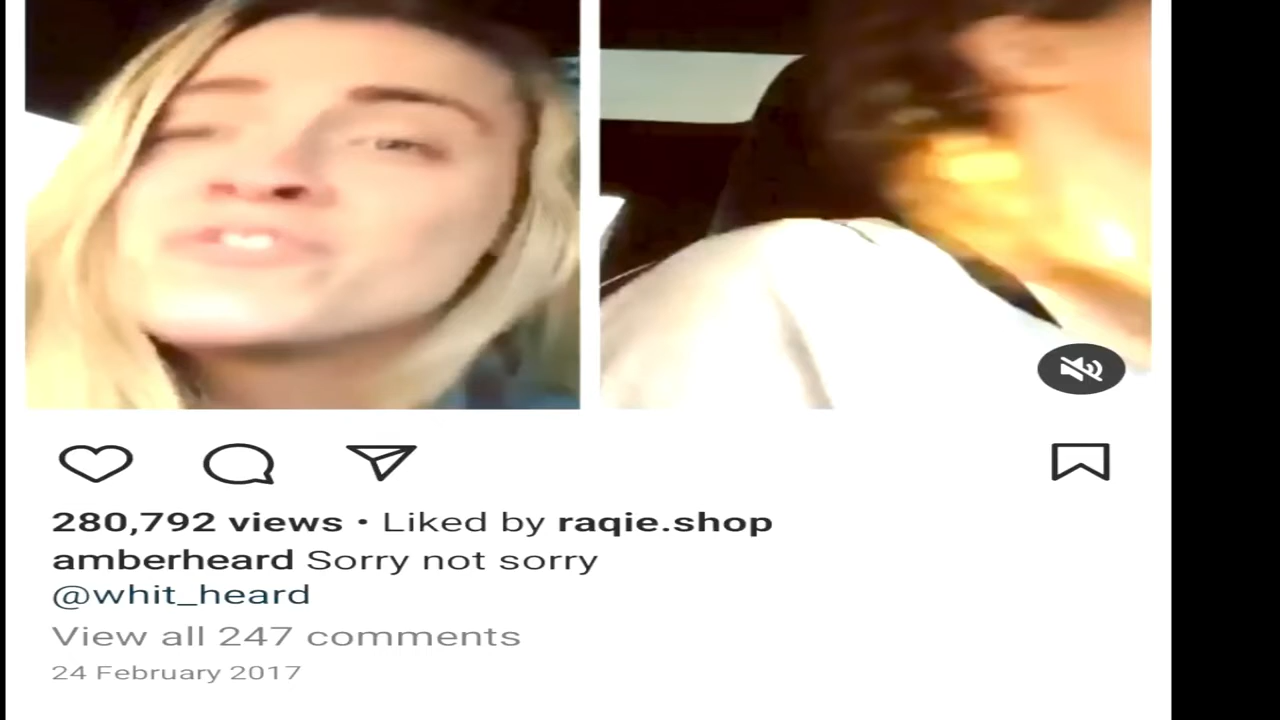 280,792 views • Liked by raqie.shop
amberheard Sorry not sorry
@whit_heard
View all 247 comments
24 February 2017